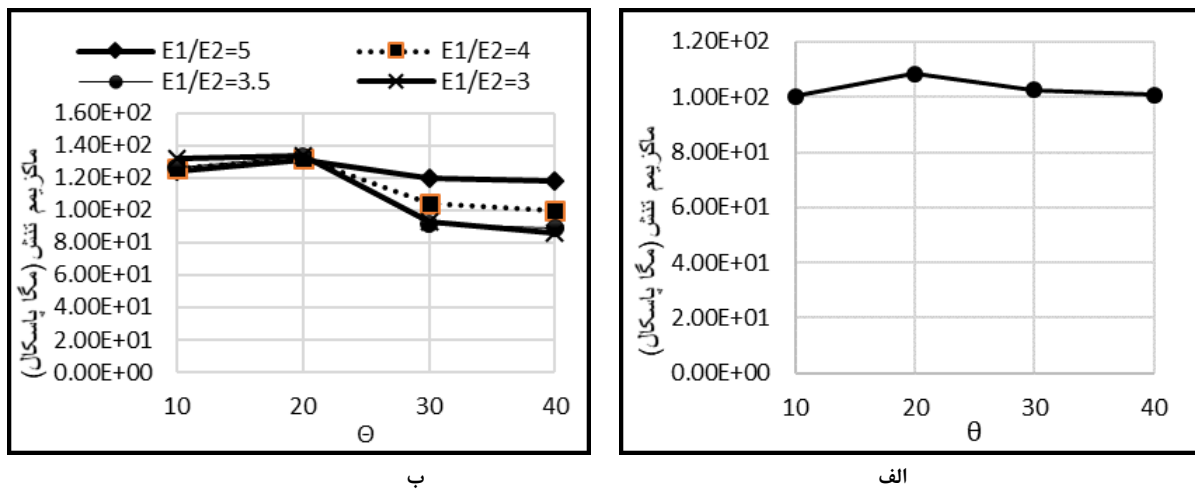 E1/E2=5 E1/E2=4
E1/E2=3.5 E1/E2=3
1.60E+02
1.40E+02
1.20E+02
1.00E+02
8.00E+01
6.00E+01
4.00E+01
2.00E+01
0.00E+00
ماکزیمم تنش (مگا پاسکال)
10 20 30 40
Θ
ب
1.20E+02
1.00E+02
8.00E+01
6.00E+01
4.00E+01
2.00E+01
0.00E+00
ماکزیمم تنش (مگا پاسکال)
10 20 30 40
θ
الف